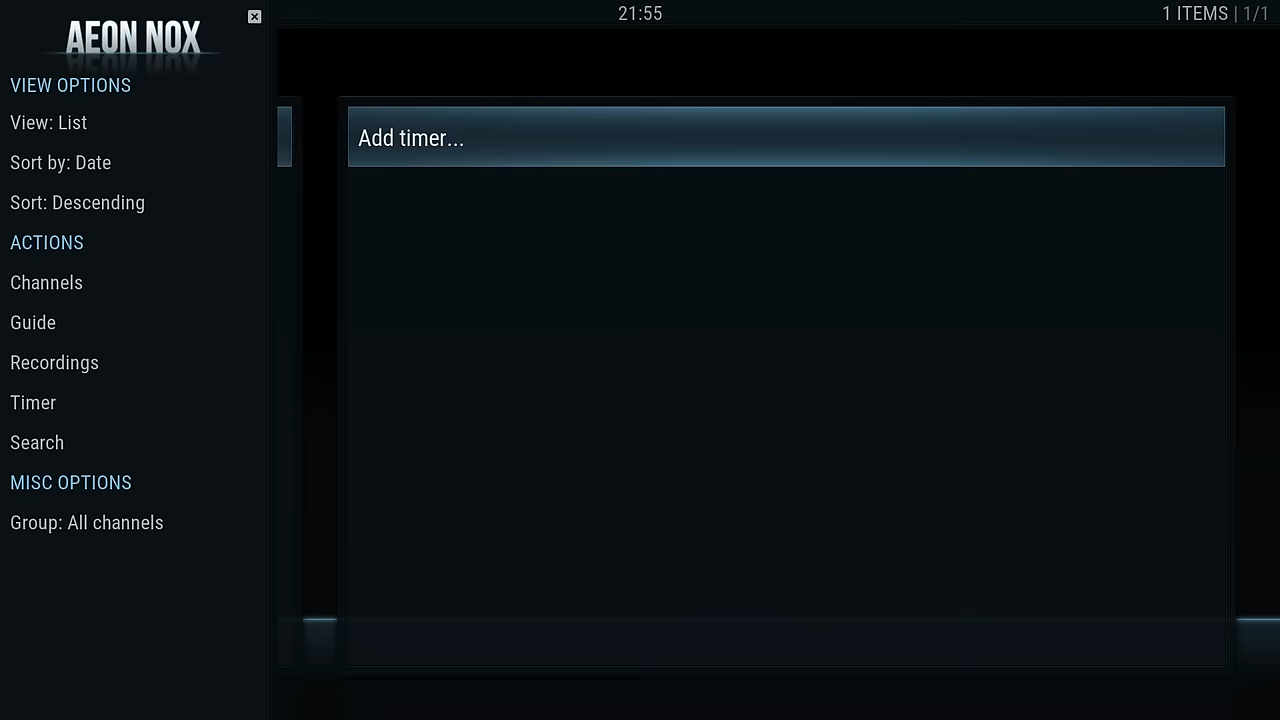 AEON NOX
VIEW OPTIONS
View: List
Sort by: Date
Sort: Descending
ACTIONS
Channels
Guide
Recordings
Timer
Search
MISC OPTIONS
Group: All channels
21:55
1 ITEMS | 1/1
Add timer...